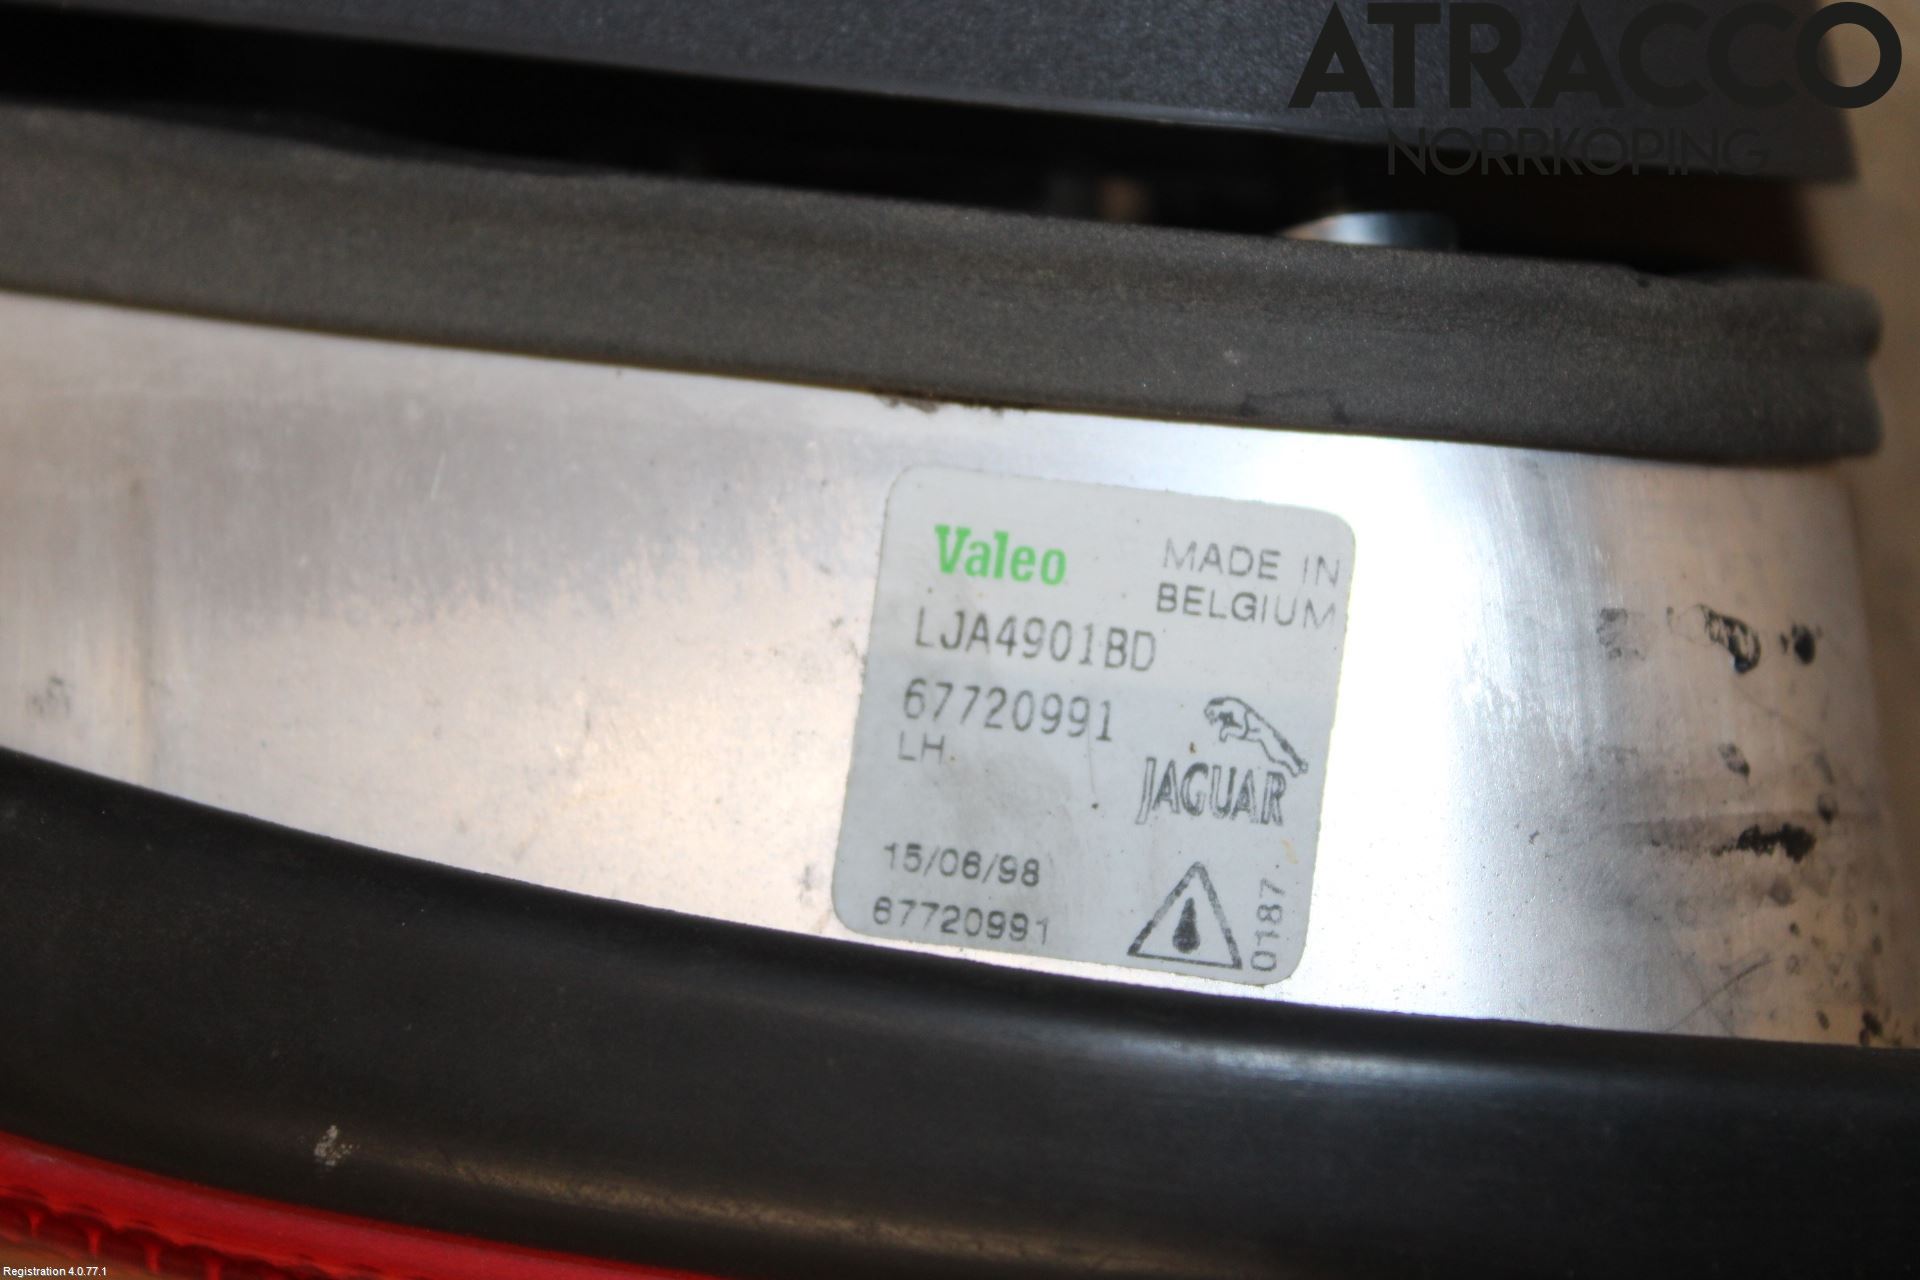 ATRACCO
NORRKÖPING
Valeo
MADE IN
BELGIUM
LJA4901BD
67720991
LH
JAGUAR
15/06/98
67720991
0187
Registration 4.0.77.1